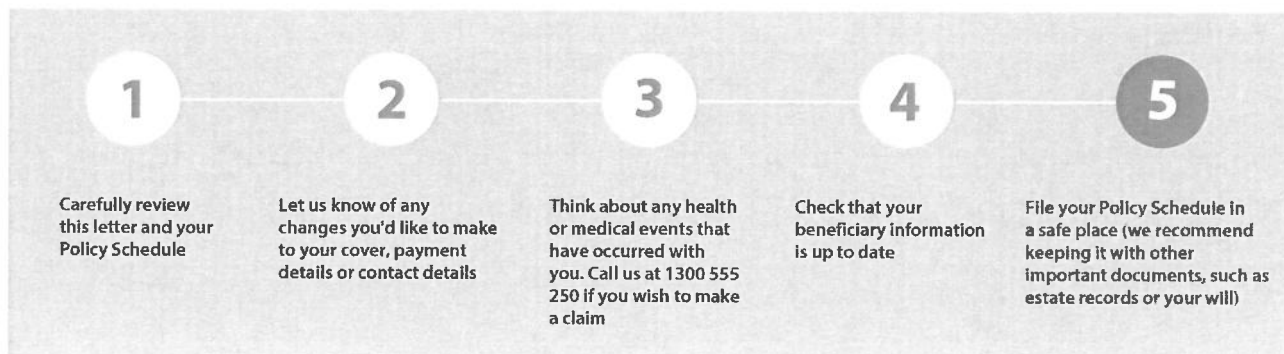 1
Carefully review
this letter and your
Policy Schedule
2
Let us know of any
changes you'd like to make
to your cover, payment
details or contact details
3
Think about any health
or medical events that
have occurred with
you. Call us at 1300 555
250 if you wish to make
a claim
4
Check that your
beneficiary information
is up to date
5
File your Policy Schedule in
a safe place (we recommend
keeping it with other
important documents, such as
estate records or your will)